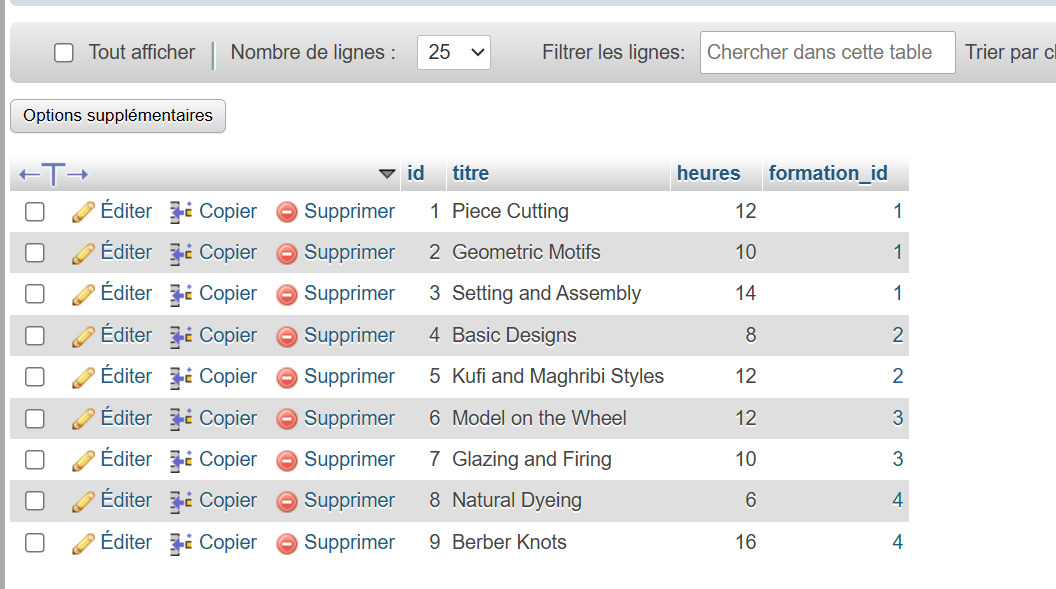 Tout afficher Nombre de lignes : 25 Filtrer les lignes: Chercher dans cette table Trier par c
Options supplémentaires
←T→ id titre heures formation_id
Éditer Copier Supprimer 1 Piece Cutting 12 1
Éditer Copier Supprimer 2 Geometric Motifs 10 1
Éditer Copier Supprimer 3 Setting and Assembly 14 1
Éditer Copier Supprimer 4 Basic Designs 8 2
Éditer Copier Supprimer 5 Kufi and Maghribi Styles 12 2
Éditer Copier Supprimer 6 Model on the Wheel 12 3
Éditer Copier Supprimer 7 Glazing and Firing 10 3
Éditer Copier Supprimer 8 Natural Dyeing 6 4
Éditer Copier Supprimer 9 Berber Knots 16 4